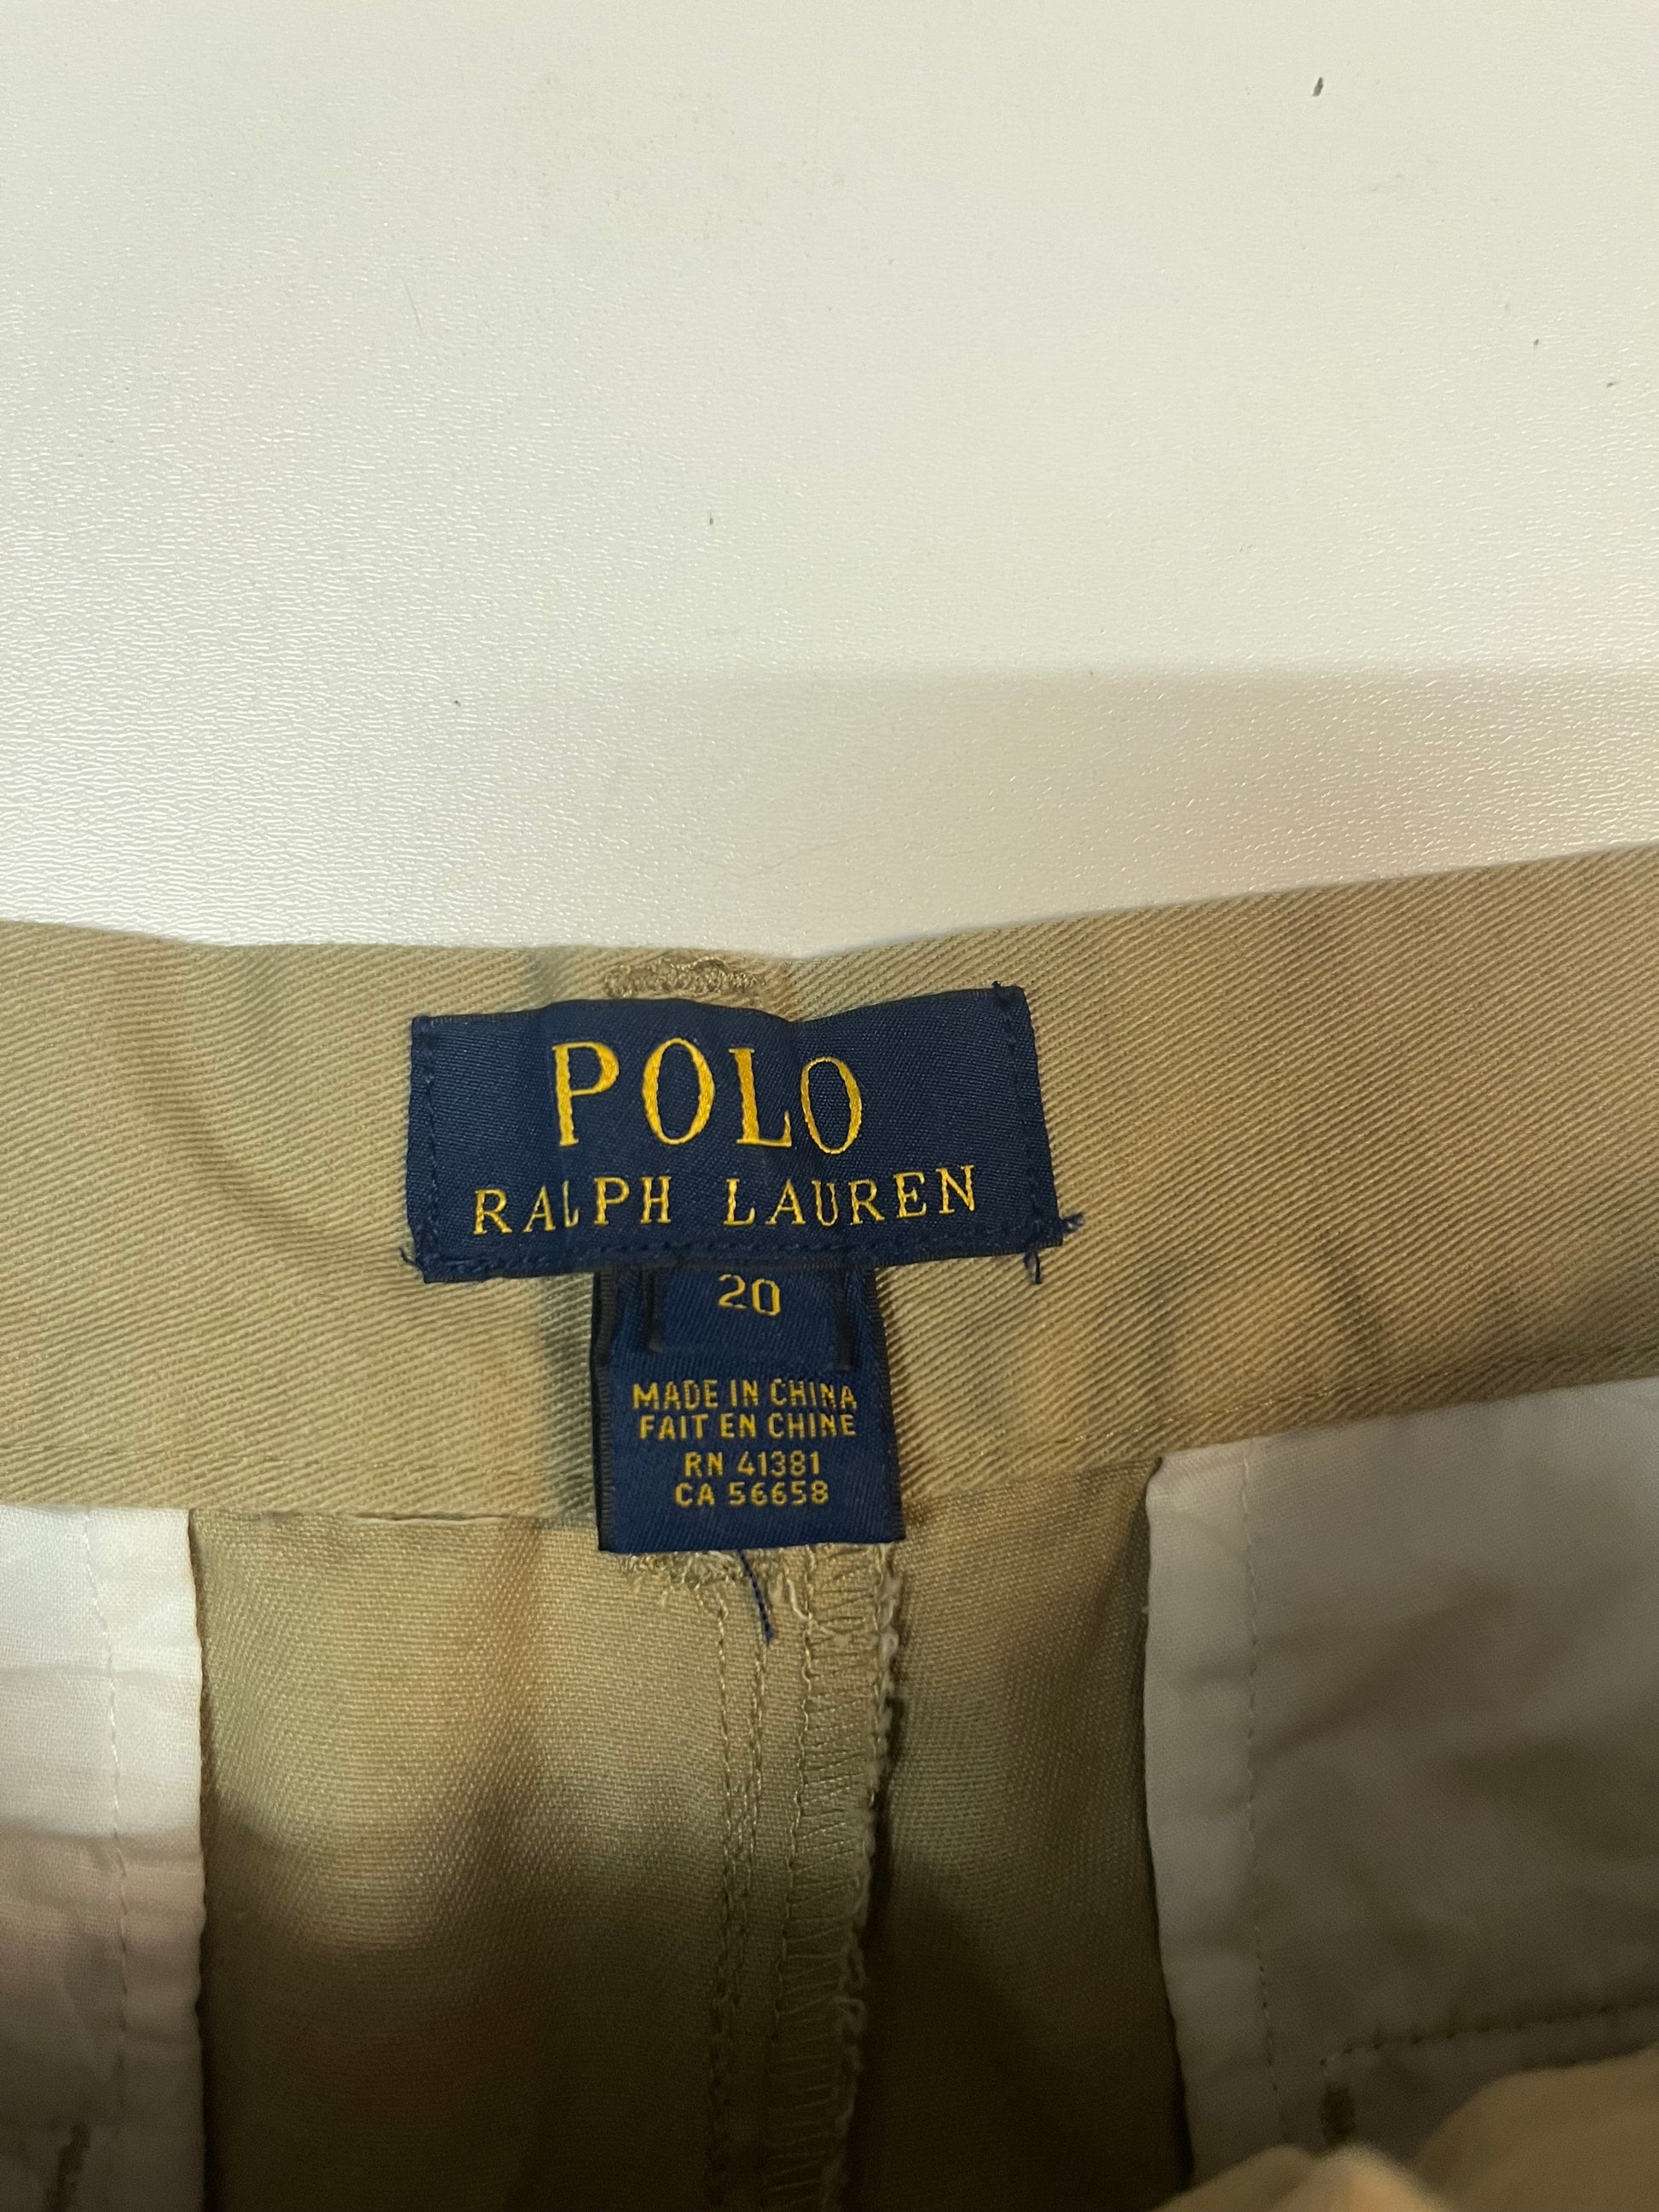 POLO
RALPH LAUREN
20
MADE IN CHINA
FAIT EN CHINE
RN 41381
CA 56658